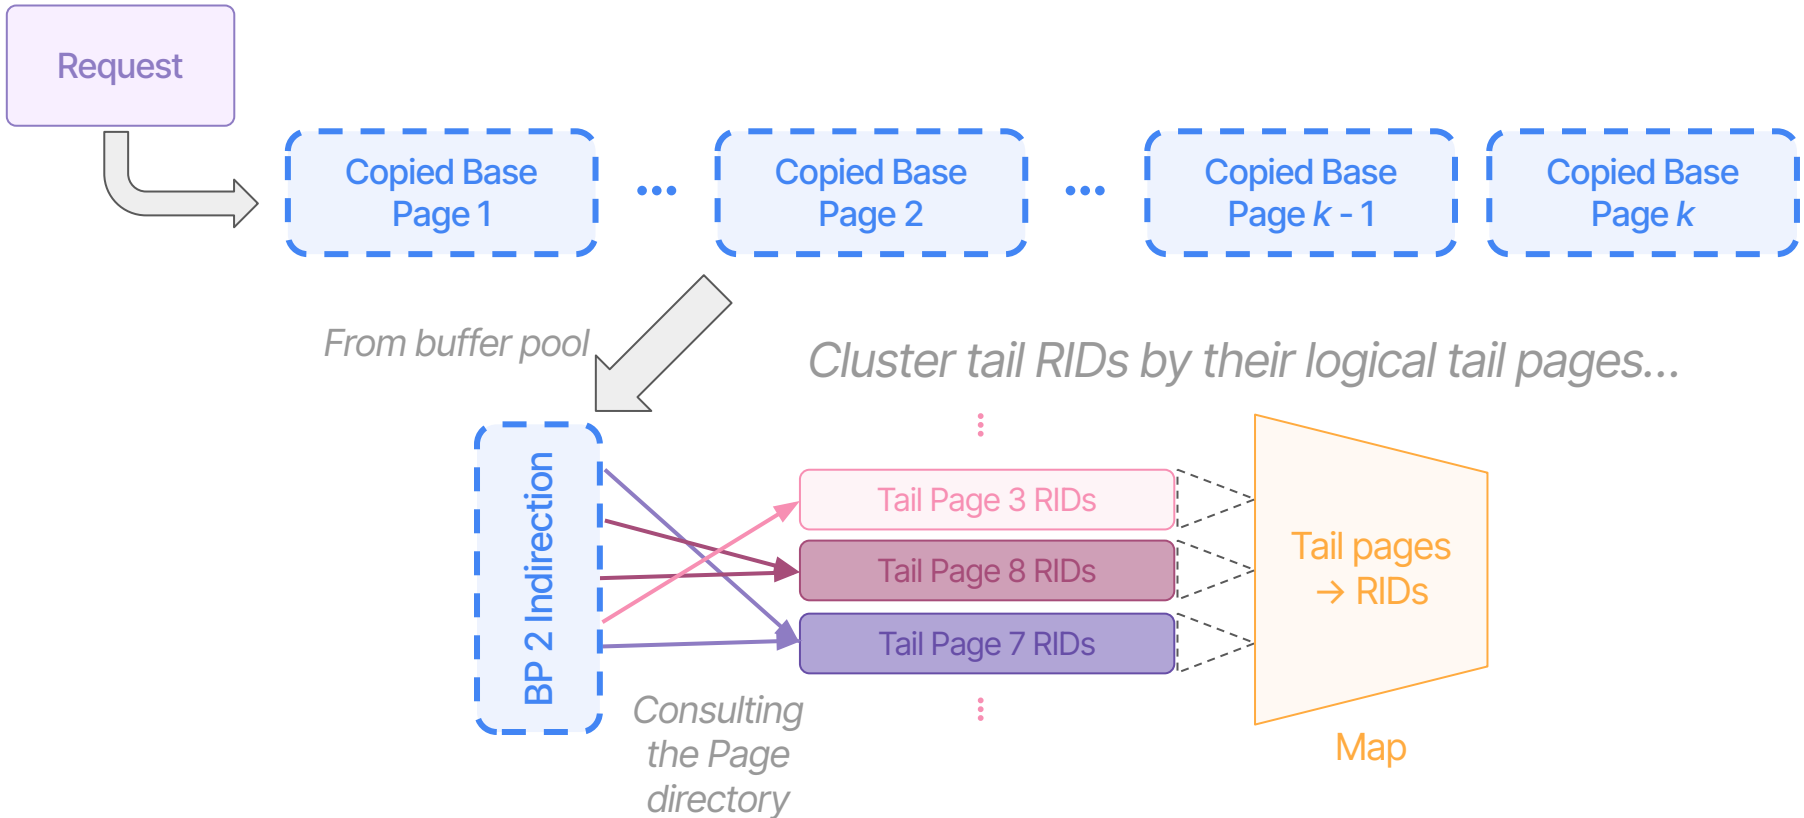 Request
Copied Base
Page 1
Copied Base
Page 2
Copied Base
Page k - 1
Copied Base
Page k
From buffer pool
Cluster tail RIDs by their logical tail pages...
BP 2 Indirection
Tail Page 3 RIDs
Tail Page 8 RIDs
Tail Page 7 RIDs
Tail pages
→ RIDs
Consulting
the Page
directory
Map